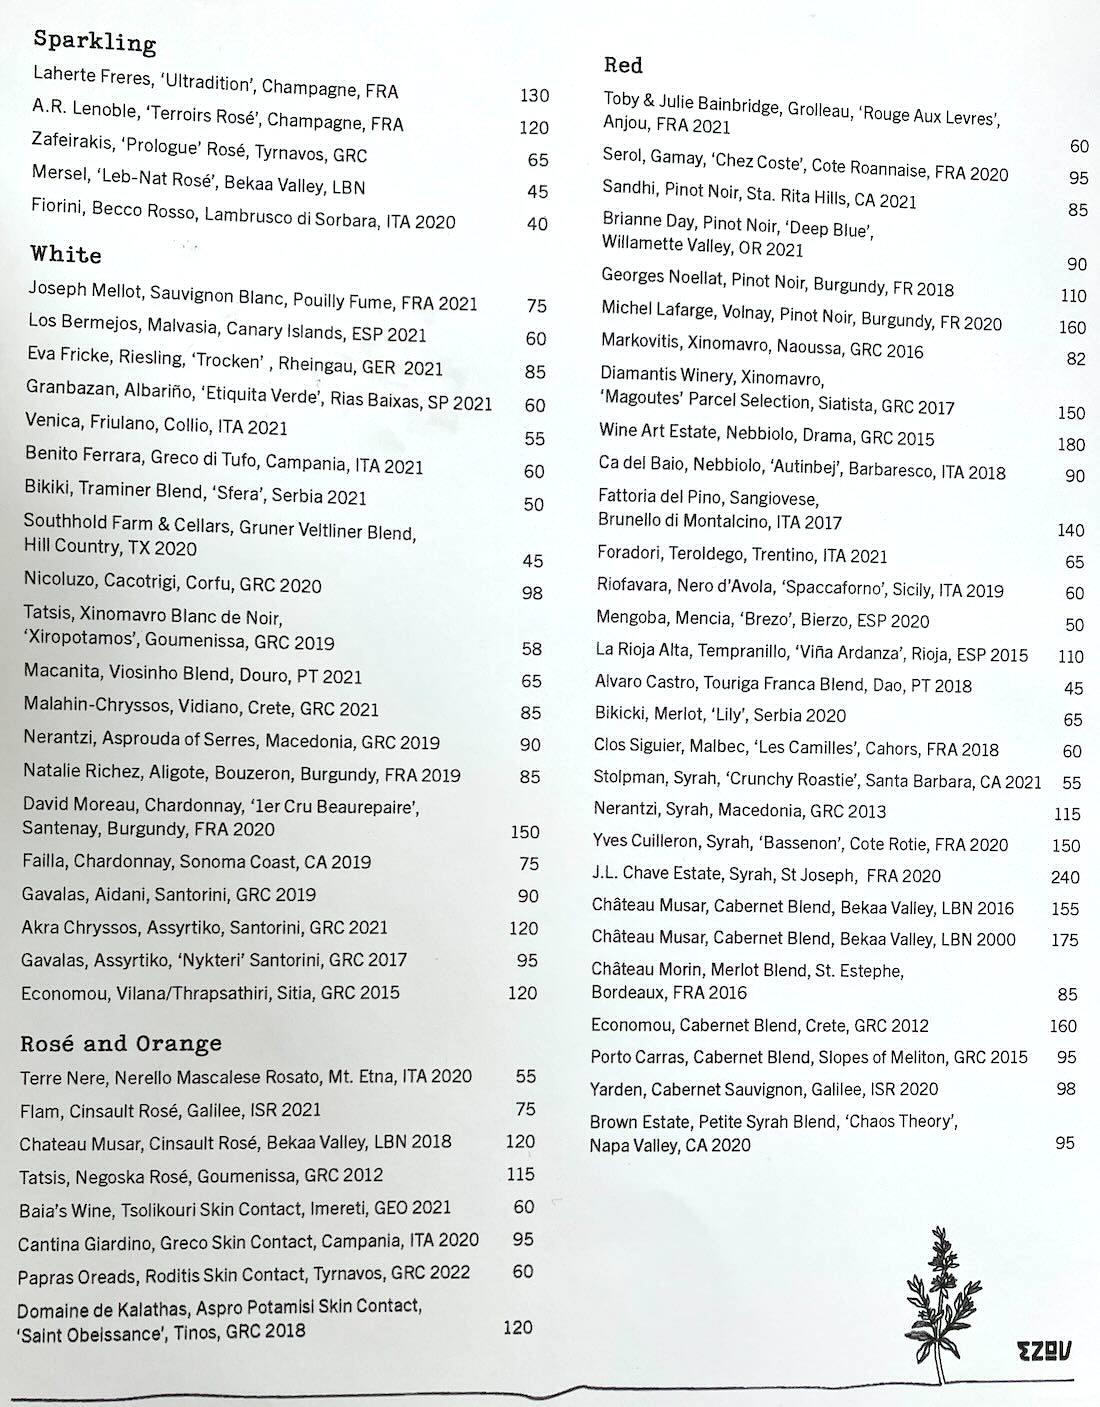 Sparkling
Laherte Freres, ‘Ultradition’, Champagne, FRA 130
A.R. Lenoble, ‘Terroirs Rosé’, Champagne, FRA 120
Zafeirakis, ‘Prologue’ Rosé, Tyrnavos, GRC 65
Mersel, ‘Leb-Nat Rosé’, Bekaa Valley, LBN 45
Fiorini, Becco Rosso, Lambrusco di Sorbara, ITA 2020 40
White
Joseph Mellot, Sauvignon Blanc, Pouilly Fume, FRA 2021 75
Los Bermejos, Malvasia, Canary Islands, ESP 2021 60
Eva Fricke, Riesling, ‘Trocken’ , Rheingau, GER 2021 85
Granbazan, Albariño, ‘Etiquita Verde’, Rias Baixas, SP 2021 60
Venica, Friulano, Collio, ITA 2021 55
Benito Ferrara, Greco di Tufo, Campania, ITA 2021 60
Bikiki, Traminer Blend, ‘Sfera’, Serbia 2021 50
Southhold Farm & Cellars, Gruner Veltliner Blend,
Hill Country, TX 2020 45
Nicoluzo, Cacotrigi, Corfu, GRC 2020 98
Tatsis, Xinomavro Blanc de Noir,
‘Xiropotamos’, Goumenissa, GRC 2019 58
Macanita, Viosinho Blend, Douro, PT 2021 65
Malahin-Chryssos, Vidiano, Crete, GRC 2021 85
Nerantzi, Asprouda of Serres, Macedonia, GRC 2019 90
Natalie Richez, Aligote, Bouzeron, Burgundy, FRA 2019 85
David Moreau, Chardonnay, ‘1er Cru Beaurepaire’,
Santenay, Burgundy, FRA 2020 150
Failla, Chardonnay, Sonoma Coast, CA 2019 75
Gavalas, Aidani, Santorini, GRC 2019 90
Akra Chryssos, Assyrtiko, Santorini, GRC 2021 120
Gavalas, Assyrtiko, ‘Nykteri’ Santorini, GRC 2017 95
Economou, Vilana/Thrapsathiri, Sitia, GRC 2015 120
Rosé and Orange
Terre Nere, Nerello Mascalese Rosato, Mt. Etna, ITA 2020 55
Flam, Cinsault Rosé, Galilee, ISR 2021 75
Chateau Musar, Cinsault Rosé, Bekaa Valley, LBN 2018 120
Tatsis, Negoska Rosé, Goumenissa, GRC 2012 115
Baia’s Wine, Tsolikouri Skin Contact, Imereti, GEO 2021 60
Cantina Giardino, Greco Skin Contact, Campania, ITA 2020 95
Papras Oreads, Roditis Skin Contact, Tyrnavos, GRC 2022 60
Domaine de Kalathas, Aspro Potamisi Skin Contact,
‘Saint Obeissance’, Tinos, GRC 2018 120
Red
Toby & Julie Bainbridge, Grolleau, ‘Rouge Aux Levres’,
Anjou, FRA 2021 60
Serol, Gamay, ‘Chez Coste’, Cote Roannaise, FRA 2020 95
Sandhi, Pinot Noir, Sta. Rita Hills, CA 2021 85
Brianne Day, Pinot Noir, ‘Deep Blue’,
Willamette Valley, OR 2021 90
Georges Noellat, Pinot Noir, Burgundy, FR 2018 110
Michel Lafarge, Volnay, Pinot Noir, Burgundy, FR 2020 160
Markovitis, Xinomavro, Naoussa, GRC 2016 82
Diamantis Winery, Xinomavro,
‘Magoutes’ Parcel Selection, Siatista, GRC 2017 150
Wine Art Estate, Nebbiolo, Drama, GRC 2015 180
Ca del Baio, Nebbiolo, ‘Autinbej’, Barbaresco, ITA 2018 90
Fattoria del Pino, Sangiovese,
Brunello di Montalcino, ITA 2017 140
Foradori, Teroldego, Trentino, ITA 2021 65
Riofavara, Nero d’Avola, ‘Spaccaforno’, Sicily, ITA 2019 60
Mengoba, Mencia, ‘Brezo’, Bierzo, ESP 2020 50
La Rioja Alta, Tempranillo, ‘Viña Ardanza’, Rioja, ESP 2015 110
Alvaro Castro, Touriga Franca Blend, Dao, PT 2018 45
Bikicki, Merlot, ‘Lily’, Serbia 2020 65
Clos Siguier, Malbec, ‘Les Camilles’, Cahors, FRA 2018 60
Stolpman, Syrah, ‘Crunchy Roastie’, Santa Barbara, CA 2021 55
Nerantzi, Syrah, Macedonia, GRC 2013 115
Yves Cuilleron, Syrah, ‘Bassenon’, Cote Rotie, FRA 2020 150
J.L. Chave Estate, Syrah, St Joseph, FRA 2020 240
Château Musar, Cabernet Blend, Bekaa Valley, LBN 2016 155
Château Musar, Cabernet Blend, Bekaa Valley, LBN 2000 175
Château Morin, Merlot Blend, St. Estephe,
Bordeaux, FRA 2016 85
Economou, Cabernet Blend, Crete, GRC 2012 160
Porto Carras, Cabernet Blend, Slopes of Meliton, GRC 2015 95
Yarden, Cabernet Sauvignon, Galilee, ISR 2020 98
Brown Estate, Petite Syrah Blend, ‘Chaos Theory’,
Napa Valley, CA 2020 95
EZOV